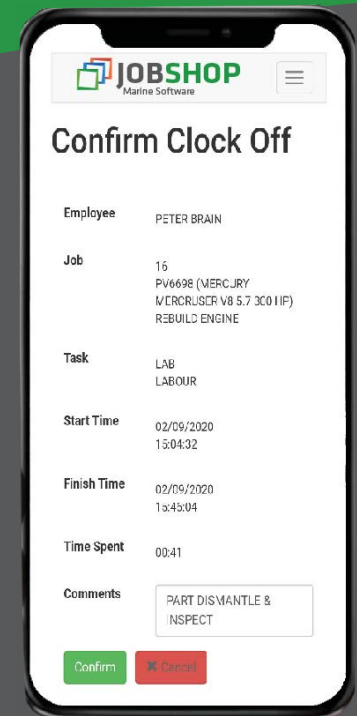 JOBSHOP
Marine Software
Confirm Clock Off
Employee PETER BRAIN
Job 16
PV6698 (MERCURY
MERCRUSER V8 5.7 300 HP)
REBUILD ENGINE
Task LAB
LABOUR
Start Time 02/09/2020
15:04:32
Finish Time 02/09/2020
15:45:04
Time Spent 00:41
Comments PART DISMANTLE &
INSPECT
Confirm ✖ Cancel